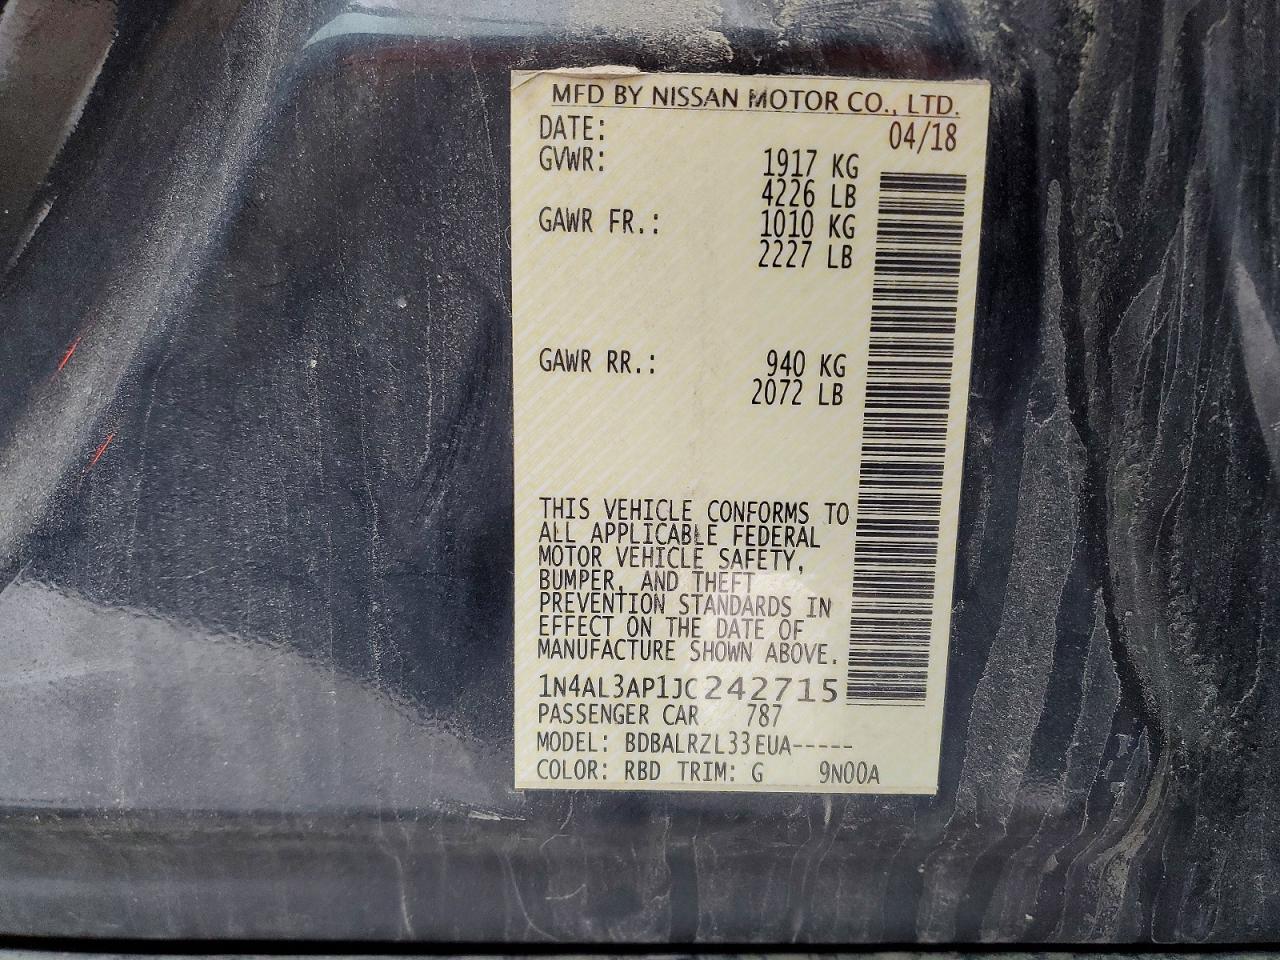 MFD BY NISSAN MOTOR CO., LTD.
DATE: 04/18
GVWR: 1917 KG
4226 LB
GAWR FR.: 1010 KG
2227 LB
GAWR RR.: 940 KG
2072 LB
THIS VEHICLE CONFORMS TO
ALL APPLICABLE FEDERAL
MOTOR VEHICLE SAFETY,
BUMPER, AND THEFT
PREVENTION STANDARDS IN
EFFECT ON THE DATE OF
MANUFACTURE SHOWN ABOVE.
1N4AL3AP1JC242715
PASSENGER CAR 787
MODEL: BDBALRZL33EUA-----
COLOR: RBD TRIM: G 9N00A